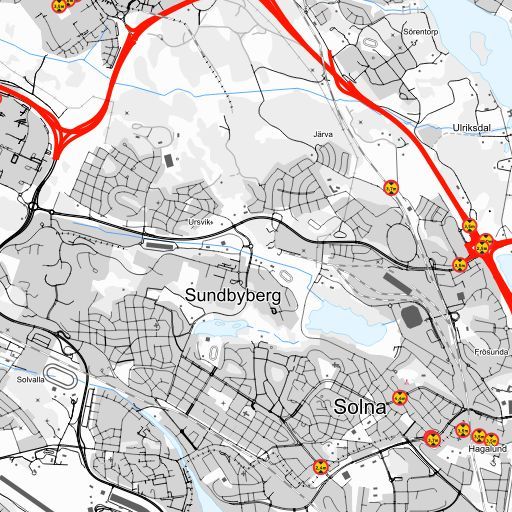 Sörentorp
Ulriksdal
Järva
Ursvik
Sundbyberg
Frösunda
Solvalla
Solna
Hagalund